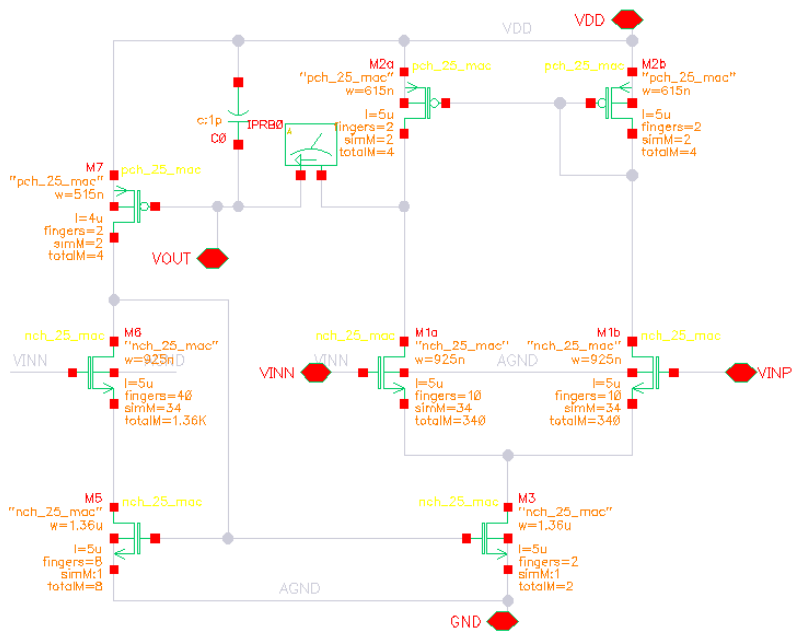 VDD
VDD
M2a
pch_25_mac
"pch_25_mac"
w=615n
l=5u
fingers=2
simM=2
totalM=4
M2b
pch_25_mac
"pch_25_mac"
w=615n
l=5u
fingers=2
simM=2
totalM=4
c:1p
C0
IPRB0
M7
pch_25_mac
"pch_25_mac"
w=515n
l=4u
fingers=2
simM=2
totalM=4
VOUT
M6
nch_25_mac
"nch_25_mac"
w=925n
VINN
AGND
l=5u
fingers=40
simM=34
totalM=1.36K
M1a
nch_25_mac
"nch_25_mac"
w=925n
VINN
VINN
AGND
l=5u
fingers=10
simM=34
totalM=340
M1b
nch_25_mac
"nch_25_mac"
w=925n
VINP
l=5u
fingers=10
simM=34
totalM=340
M5
nch_25_mac
"nch_25_mac"
w=1.36u
l=5u
fingers=8
simM:1
totalM=8
M3
nch_25_mac
"nch_25_mac"
w=1.36u
l=5u
fingers=2
simM:1
totalM=2
AGND
GND